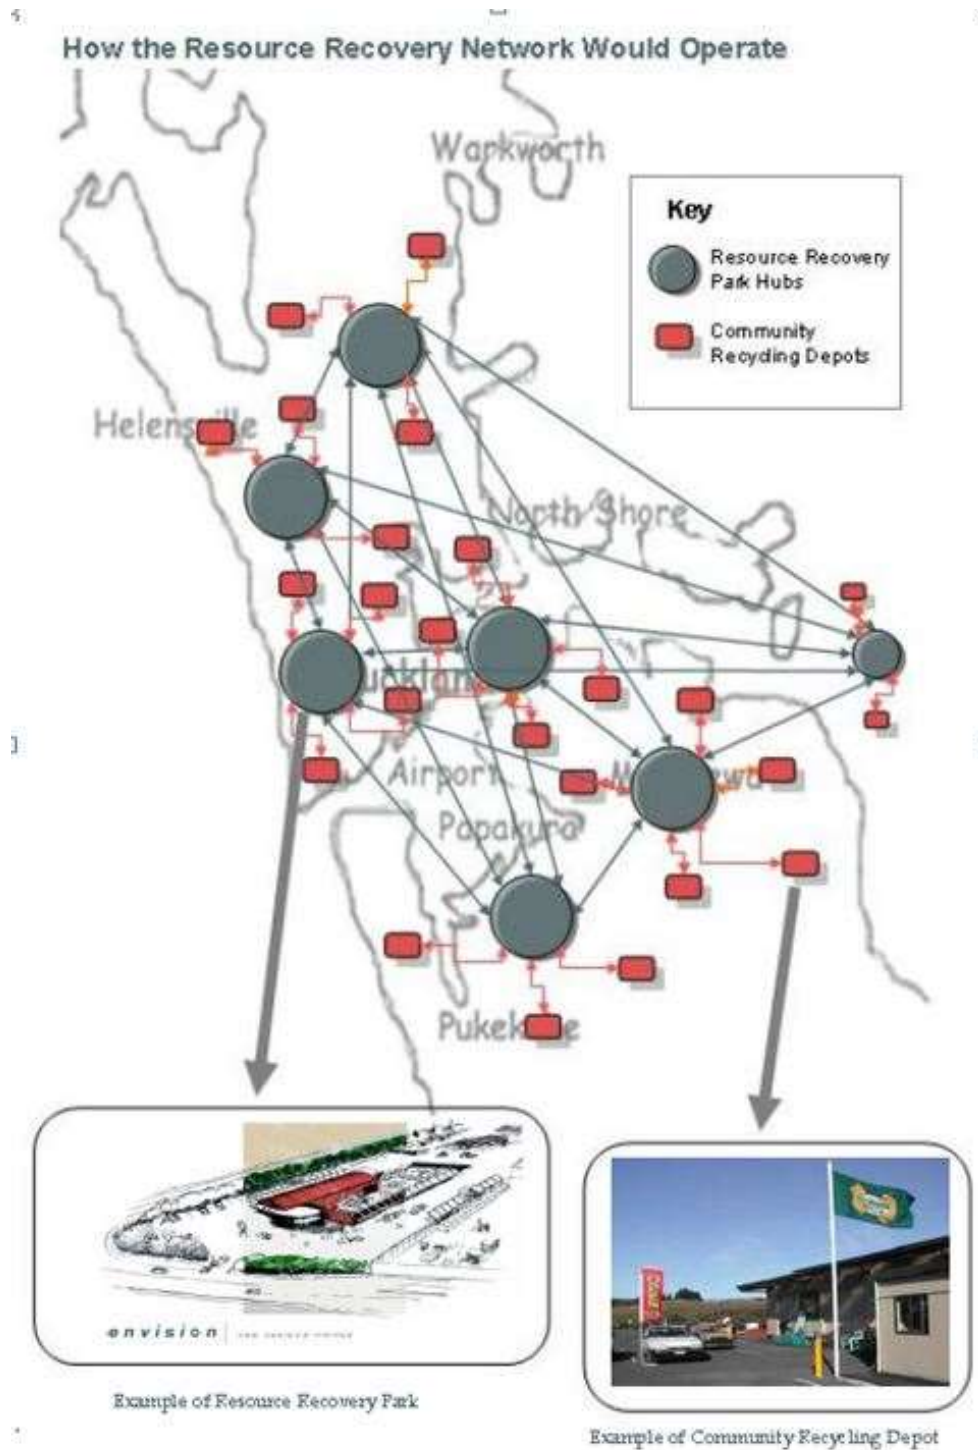 How the Resource Recovery Network Would Operate
Warkworth
Key
Resource Recovery
Park Hubs
Community
Recycling Depots
Helensville
North Shore
Airport
Papakura
envision
Example of Resource Recovery Park
Example of Community Recycling Depot